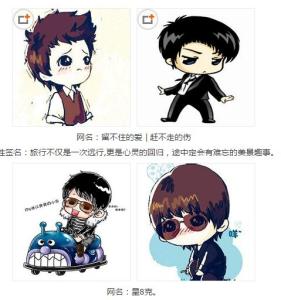 网名：留不住的爱 | 赶不走的伤
性签名：旅行不仅是一次远行,更是心灵的回归，途中定会有难忘的美景趣事。
咩~
网名：量8克。